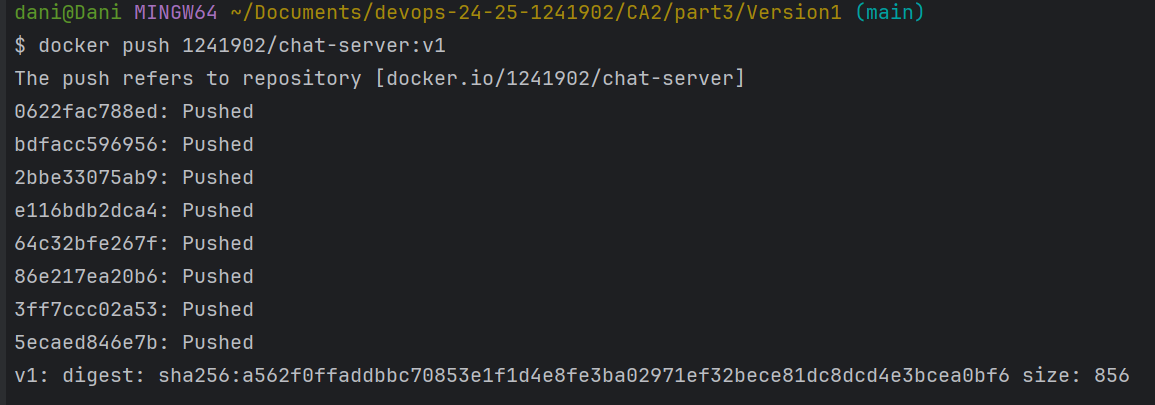 dani@Dani MINGW64 ~/Documents/devops-24-25-1241902/CA2/part3/Version1 (main)
$ docker push 1241902/chat-server:v1
The push refers to repository [docker.io/1241902/chat-server]
0622fac788ed: Pushed
bdfacc596956: Pushed
2bbe33075ab9: Pushed
e116bdb2dca4: Pushed
64c32bfe267f: Pushed
86e217ea20b6: Pushed
3ff7ccc02a53: Pushed
5ecaed846e7b: Pushed
v1: digest: sha256:a562f0ffaddbbc70853e1f1d4e8fe3ba02971ef32bece81dc8dcd4e3bcea0bf6 size: 856